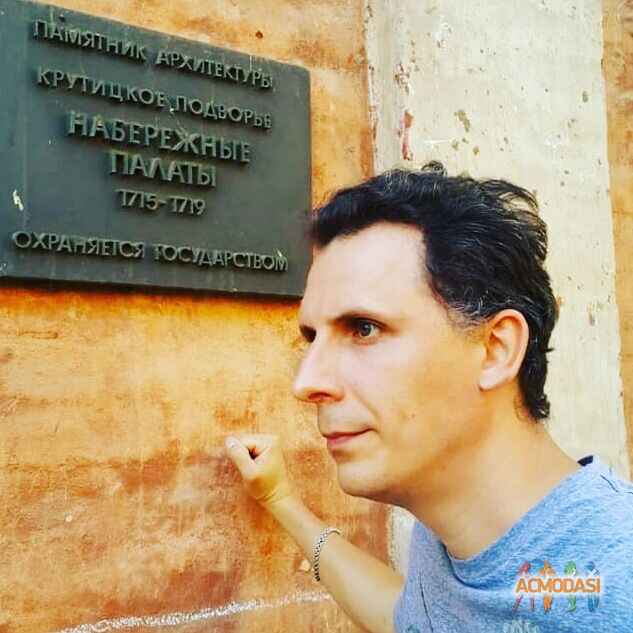 ПАМЯТНИК АРХИТЕКТУРЫ
КРУТИЦКОЕ ПОДВОРЬЕ
НАБЕРЕЖНЫЕ
ПАЛАТЫ
1715-1719
ОХРАНЯЕТСЯ ГОСУДАРСТВОМ
ACMODASI